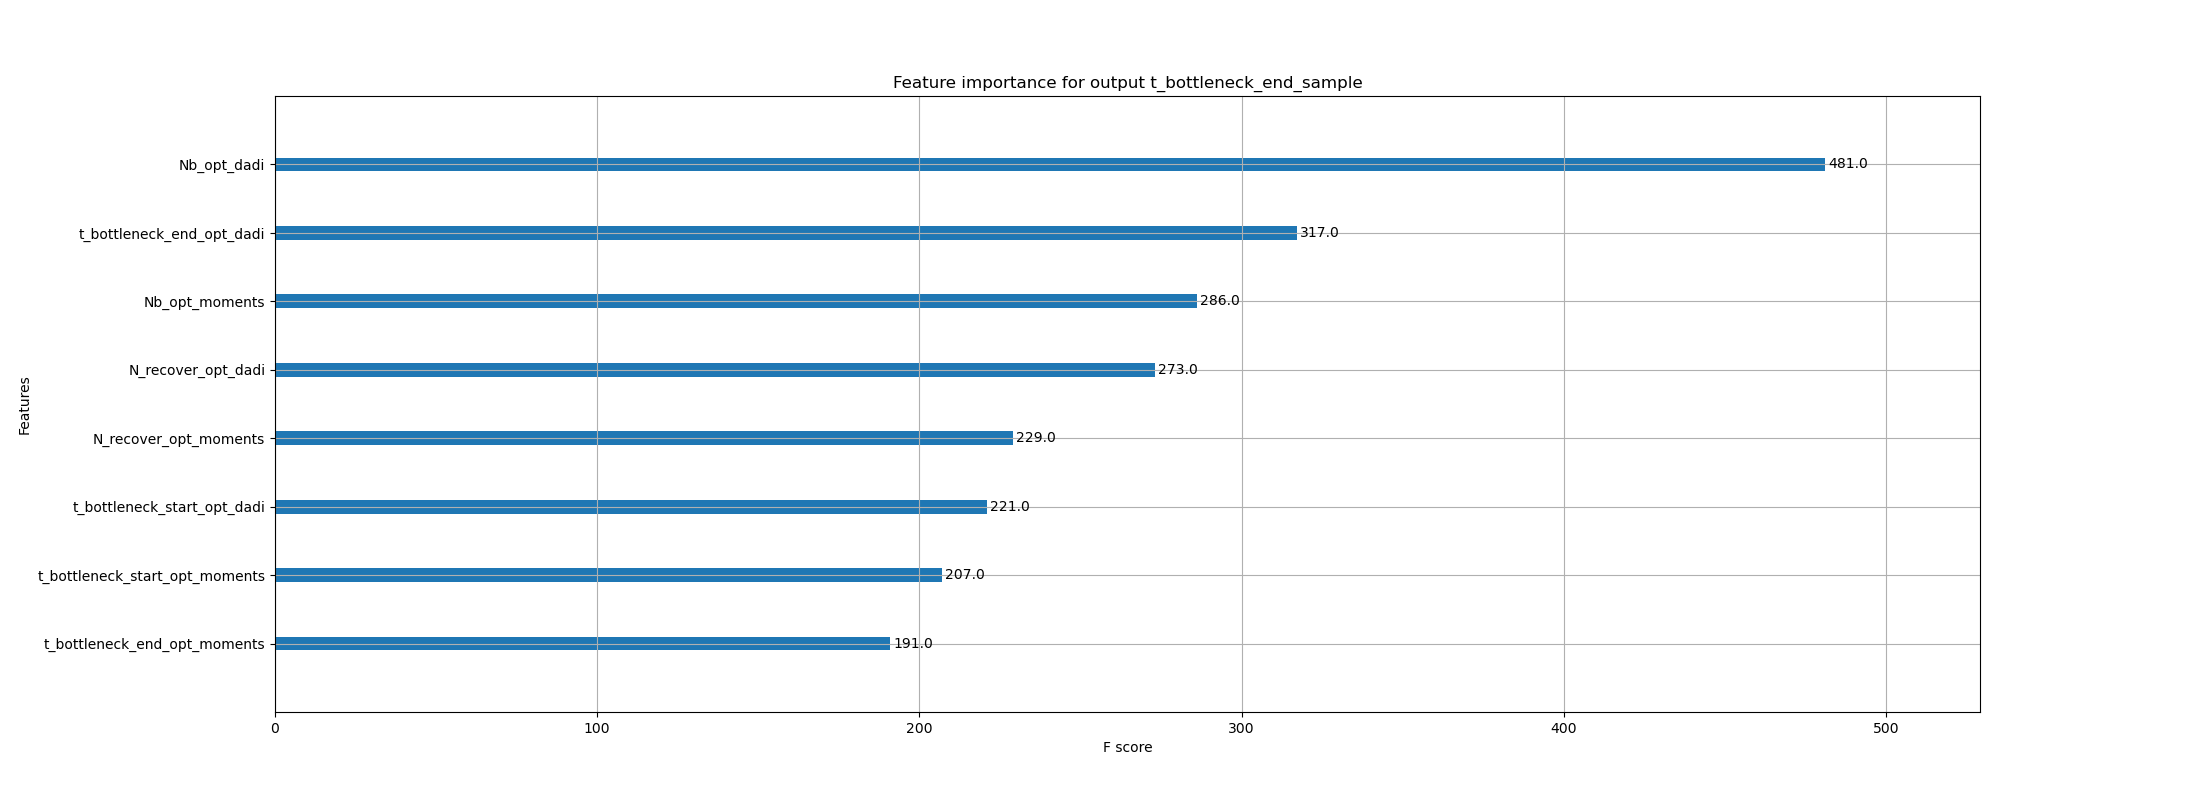 Feature importance for output t_bottleneck_end_sample
Nb_opt_dadi
481.0
t_bottleneck_end_opt_dadi
317.0
Nb_opt_moments
286.0
N_recover_opt_dadi
273.0
N_recover_opt_moments
229.0
t_bottleneck_start_opt_dadi
221.0
t_bottleneck_start_opt_moments
207.0
t_bottleneck_end_opt_moments
191.0
Features
0 100 200 300 400 500
F score